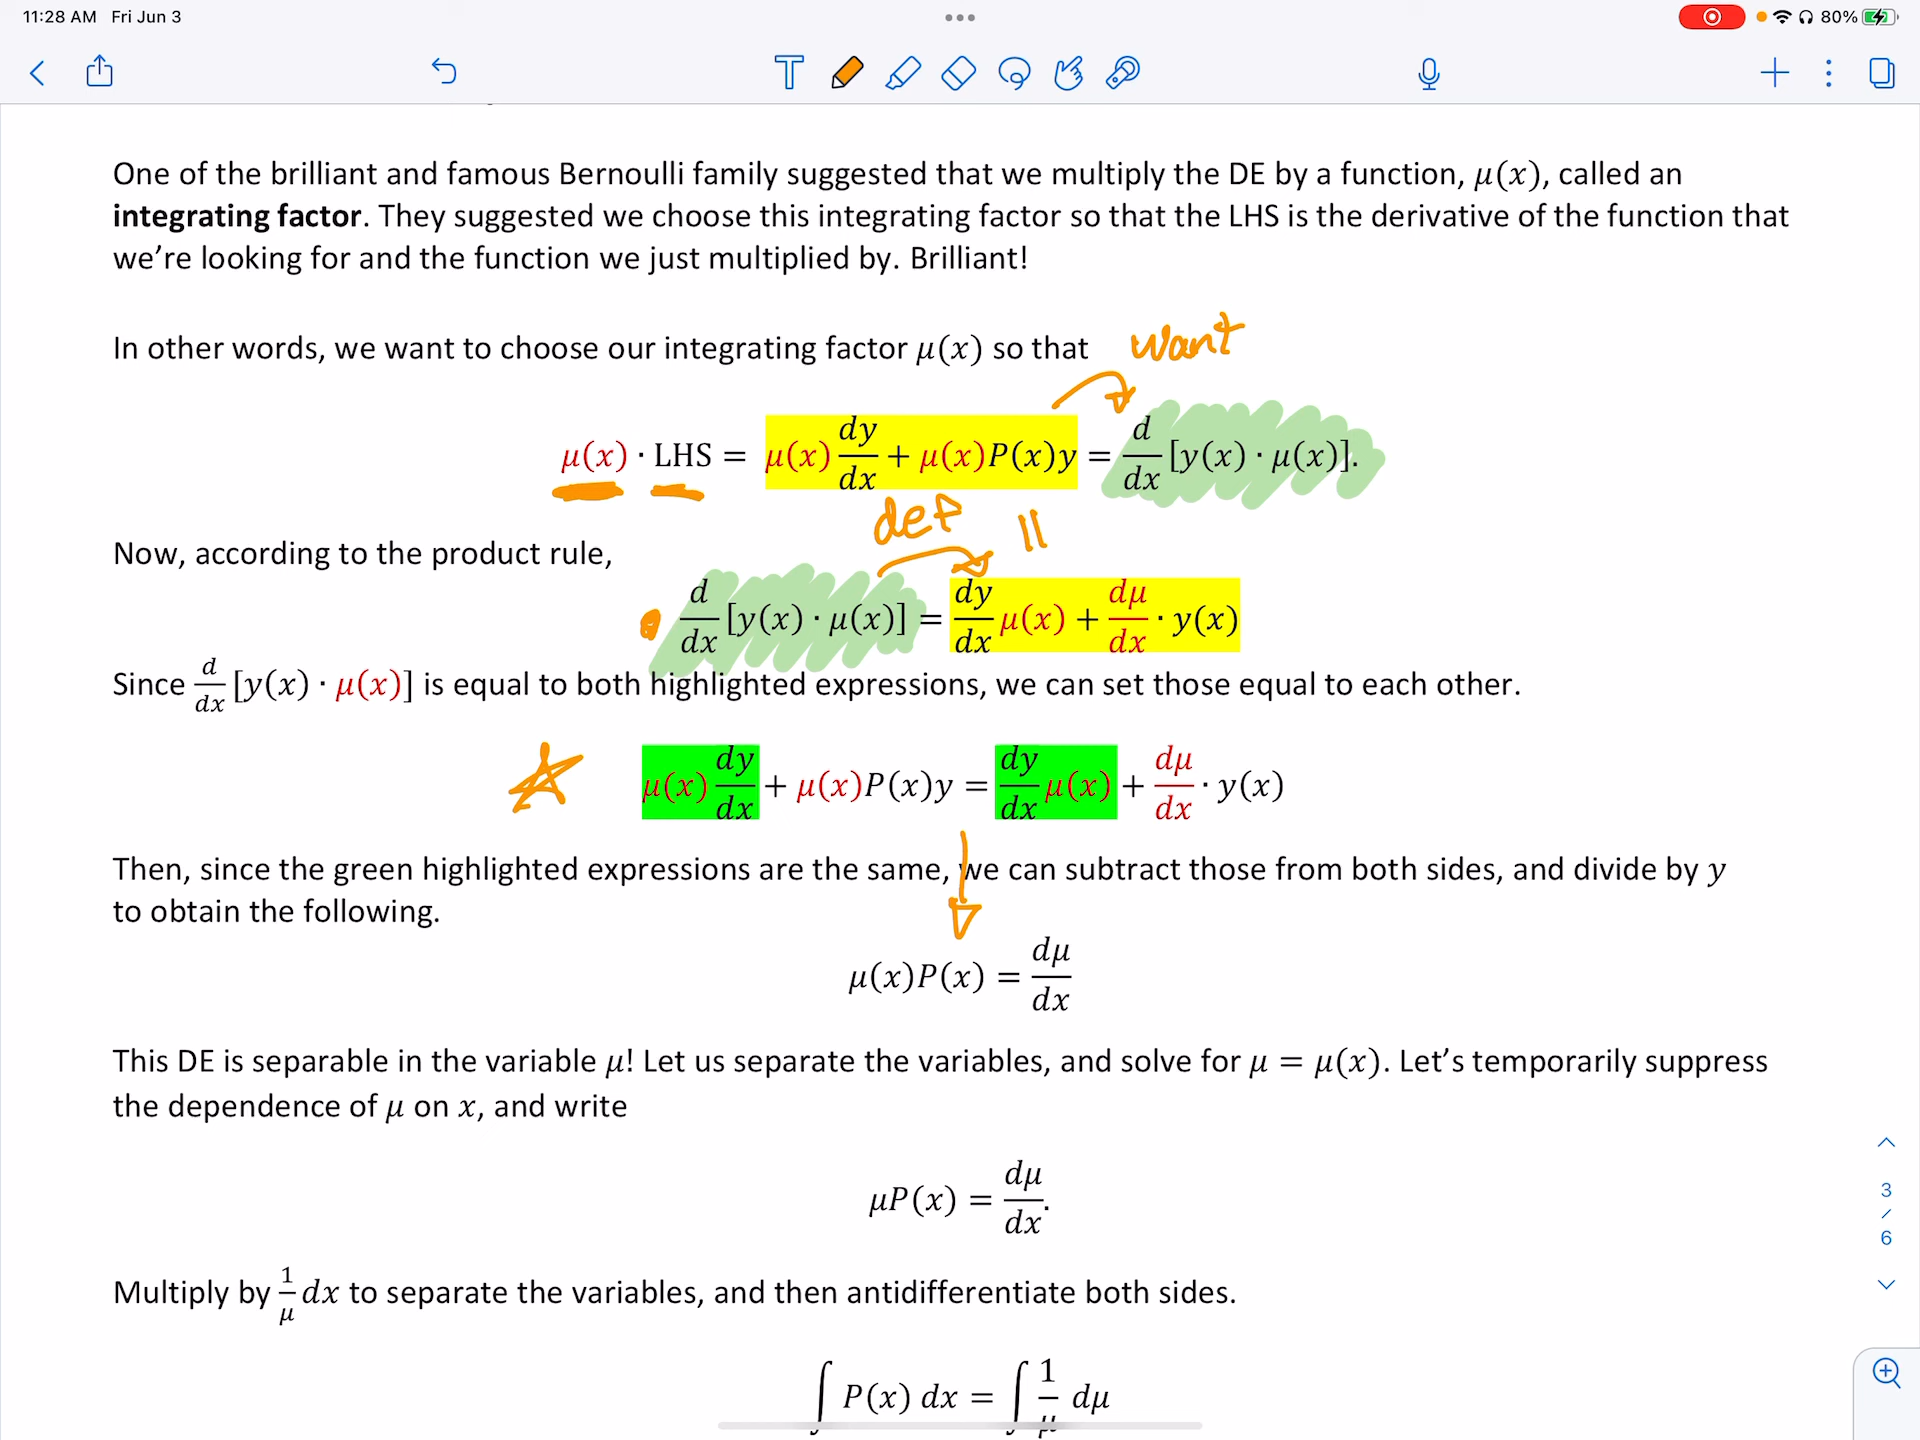 11:28 AM Fri Jun 3
80%
T
One of the brilliant and famous Bernoulli family suggested that we multiply the DE by a function, μ(x), called an
integrating factor. They suggested we choose this integrating factor so that the LHS is the derivative of the function that
we're looking for and the function we just multiplied by. Brilliant!
In other words, we want to choose our integrating factor μ(x) so that want
μ(x) · LHS = μ(x) dy/dx + μ(x)P(x)y = d/dx [y(x) · μ(x)].
def ||
Now, according to the product rule,
d/dx [y(x) · μ(x)] = dy/dx μ(x) + dμ/dx · y(x)
Since d/dx [y(x) · μ(x)] is equal to both highlighted expressions, we can set those equal to each other.
μ(x) dy/dx + μ(x)P(x)y = dy/dx μ(x) + dμ/dx · y(x)
Then, since the green highlighted expressions are the same, we can subtract those from both sides, and divide by y
to obtain the following.
μ(x)P(x) = dμ/dx
This DE is separable in the variable μ! Let us separate the variables, and solve for μ = μ(x). Let's temporarily suppress
the dependence of μ on x, and write
μP(x) = dμ/dx.
3
/
6
Multiply by 1/μ dx to separate the variables, and then antidifferentiate both sides.
∫ P(x) dx = ∫ 1/μ dμ